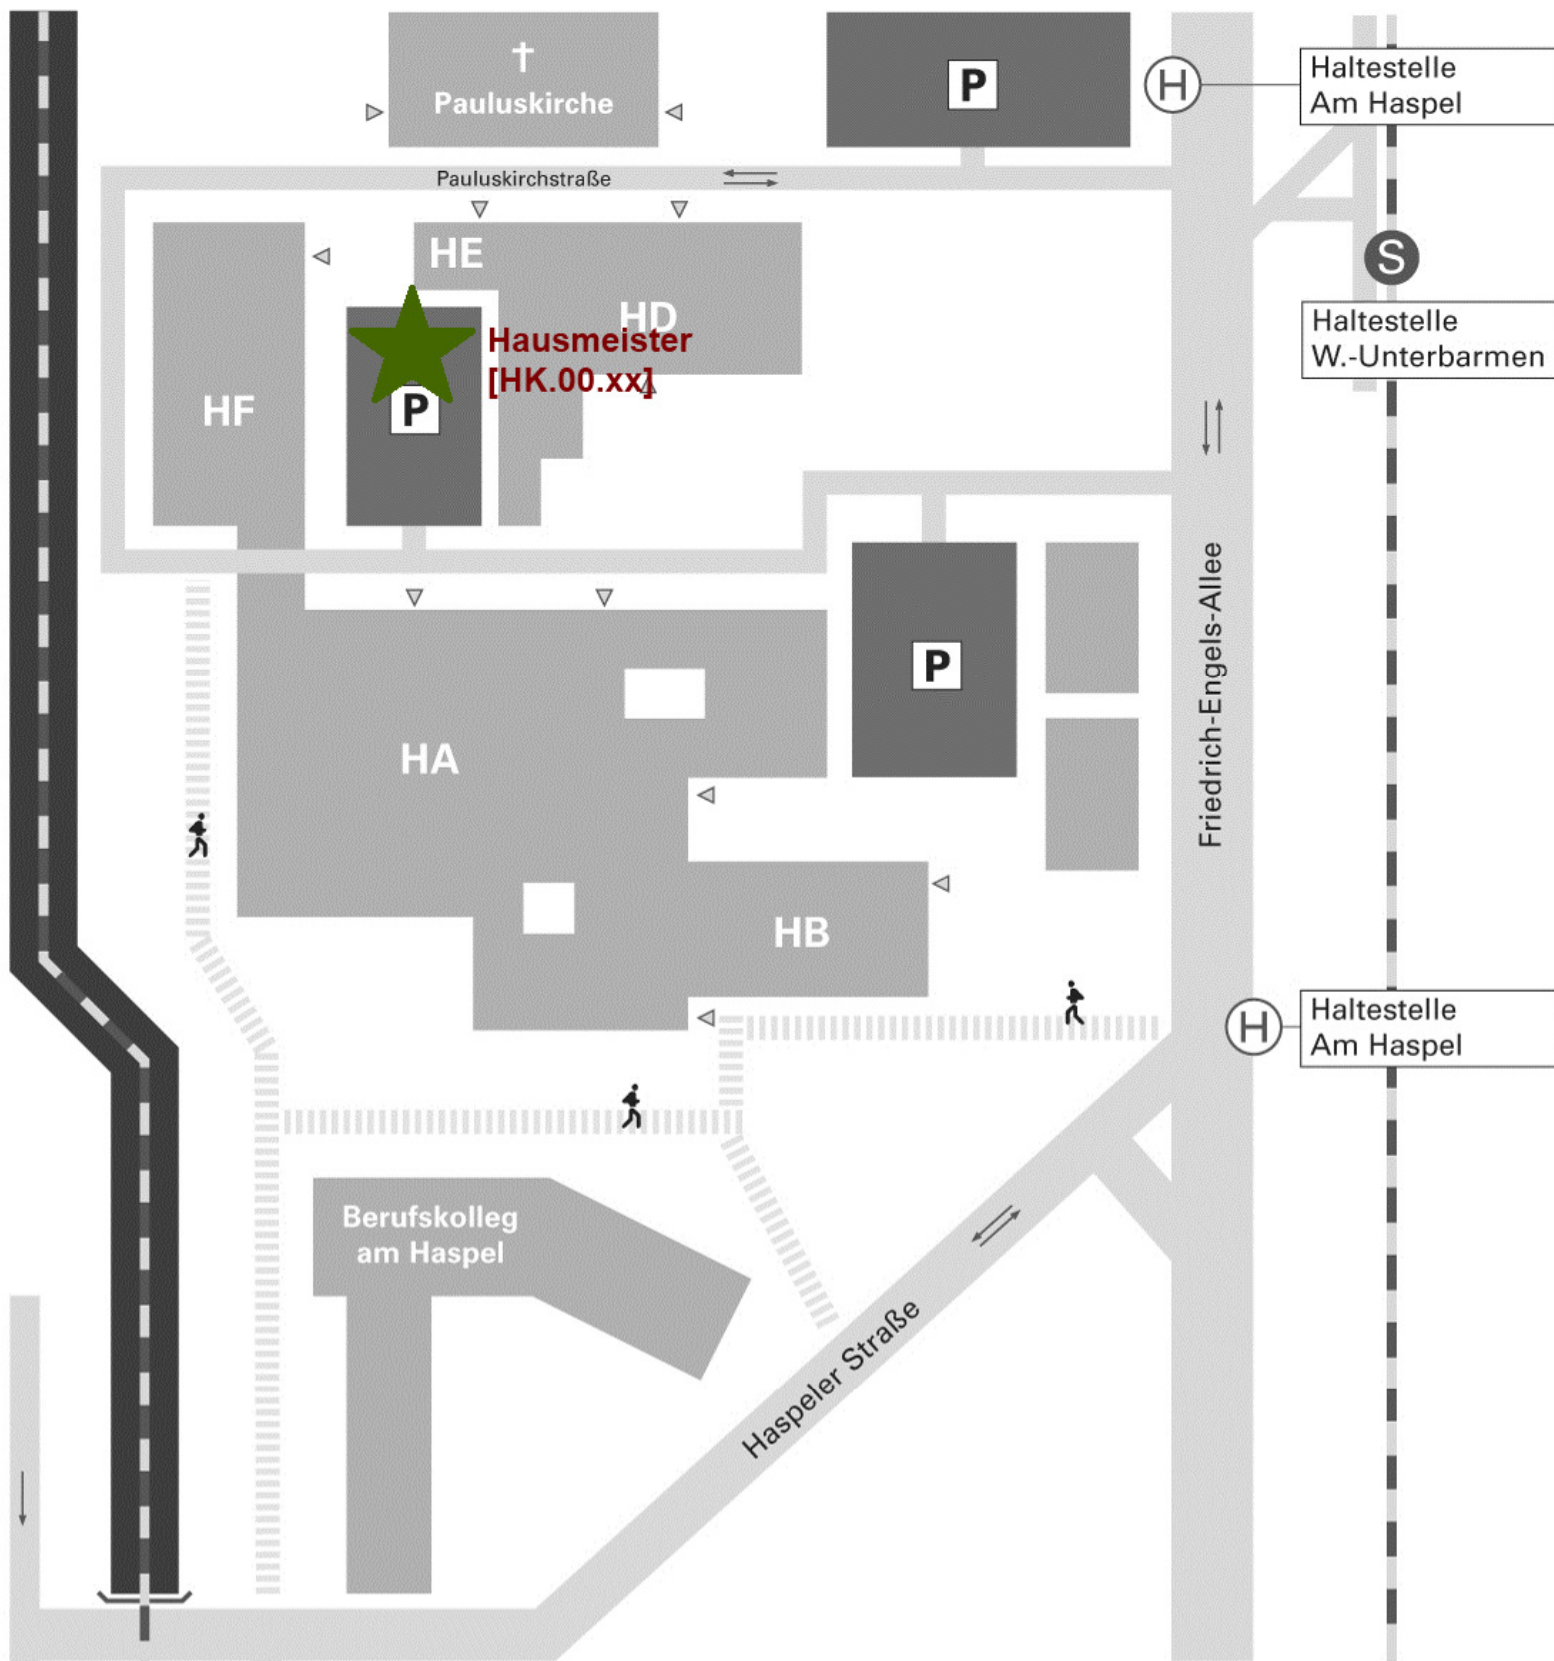 Pauluskirche
P
H
Haltestelle
Am Haspel
Pauluskirchstraße
HE
HD
S
Haltestelle
W.-Unterbarmen
Hausmeister
[HK.00.xx]
HF
P
Friedrich-Engels-Allee
P
HA
HB
H
Haltestelle
Am Haspel
Berufskolleg
am Haspel
Haspeler Straße